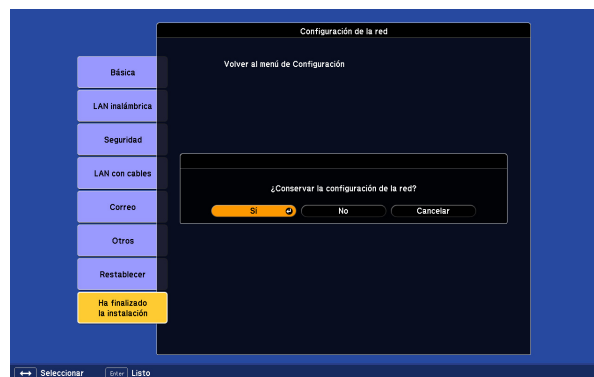 Configuración de la red
Volver al menú de Configuración
Básica
LAN inalámbrica
Seguridad
LAN con cables
Correo
Otros
Restablecer
Ha finalizado
la instalación
¿Conservar la configuración de la red?
Sí No Cancelar
Seleccionar Enter Listo